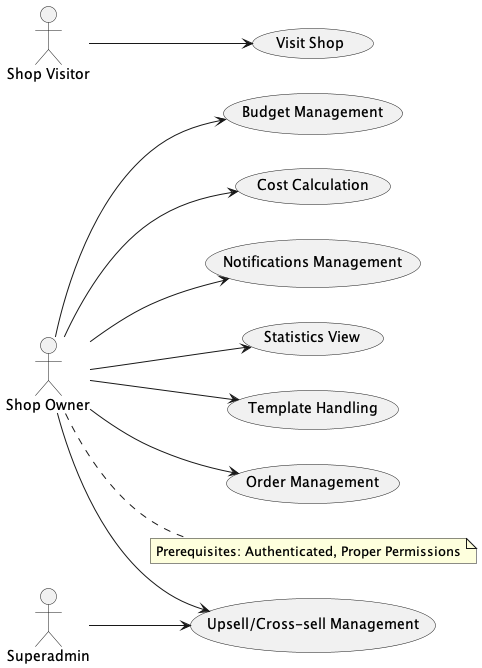 Shop Visitor
Visit Shop
Budget Management
Cost Calculation
Notifications Management
Statistics View
Shop Owner
Template Handling
Order Management
Prerequisites: Authenticated, Proper Permissions
Upsell/Cross-sell Management
Superadmin